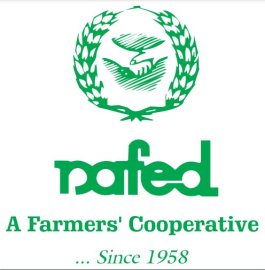 nafed
A Farmers' Cooperative
... Since 1958